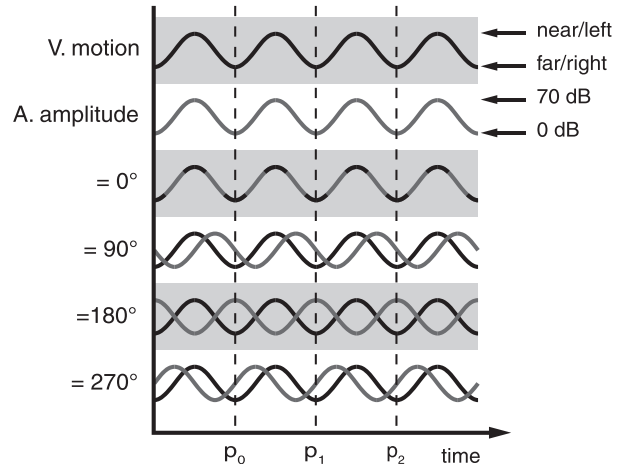 V. motion
near/left
far/right
A. amplitude
70 dB
0 dB
= 0°
= 90°
=180°
= 270°
p0 p1 p2 time